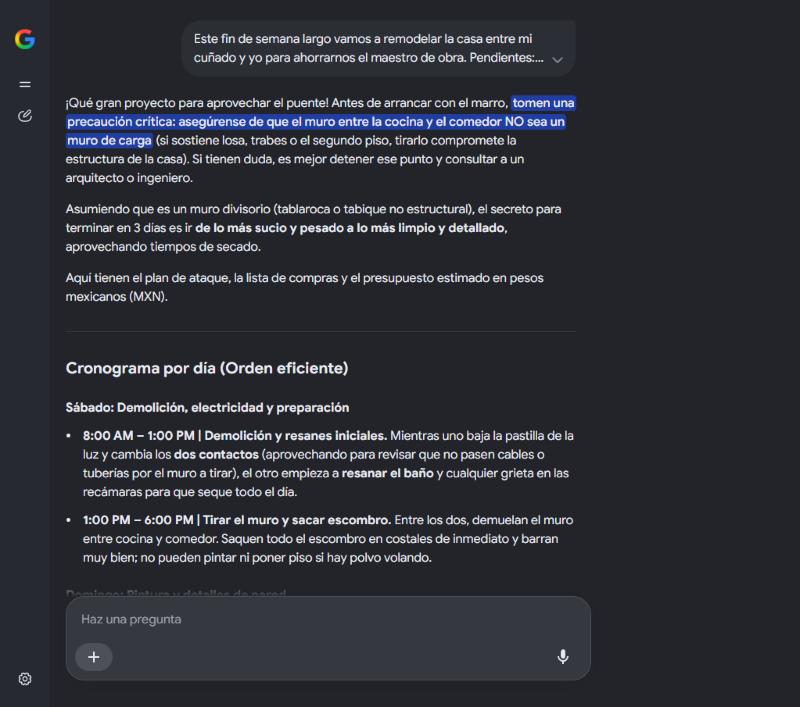 Este fin de semana largo vamos a remodelar la casa entre mi
cuñado y yo para ahorrarnos el maestro de obra. Pendientes:...
¡Qué gran proyecto para aprovechar el puente! Antes de arrancar con el marro, tomen una
precaución crítica: asegúrense de que el muro entre la cocina y el comedor NO sea un
muro de carga (si sostiene losa, trabes o el segundo piso, tirarlo compromete la
estructura de la casa). Si tienen duda, es mejor detener ese punto y consultar a un
arquitecto o ingeniero.
Asumiendo que es un muro divisorio (tablaroca o tabique no estructural), el secreto para
terminar en 3 días es ir de lo más sucio y pesado a lo más limpio y detallado,
aprovechando tiempos de secado.
Aquí tienen el plan de ataque, la lista de compras y el presupuesto estimado en pesos
mexicanos (MXN).
Cronograma por día (Orden eficiente)
Sábado: Demolición, electricidad y preparación
• 8:00 AM – 1:00 PM | Demolición y resanes iniciales. Mientras uno baja la pastilla de la
luz y cambia los dos contactos (aprovechando para revisar que no pasen cables o
tuberías por el muro a tirar), el otro empieza a resanar el baño y cualquier grieta en las
recámaras para que seque todo el día.
• 1:00 PM – 6:00 PM | Tirar el muro y sacar escombro. Entre los dos, demuelan el muro
entre cocina y comedor. Saquen todo el escombro en costales de inmediato y barran
muy bien; no pueden pintar ni poner piso si hay polvo volando.
Domingo: Pintura y detalles de pared
Haz una pregunta